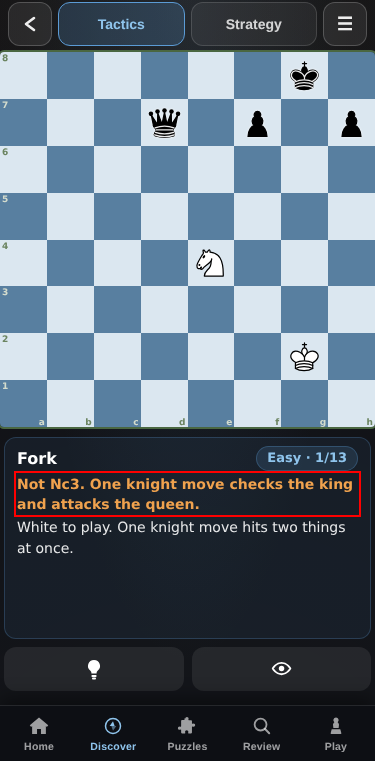 Tactics
Strategy
8
7
6
5
4
3
2
1
a b c d e f g h
Fork
Easy · 1/13
Not Nc3. One knight move checks the king
and attacks the queen.
White to play. One knight move hits two things
at once.
Home
Discover
Puzzles
Review
Play